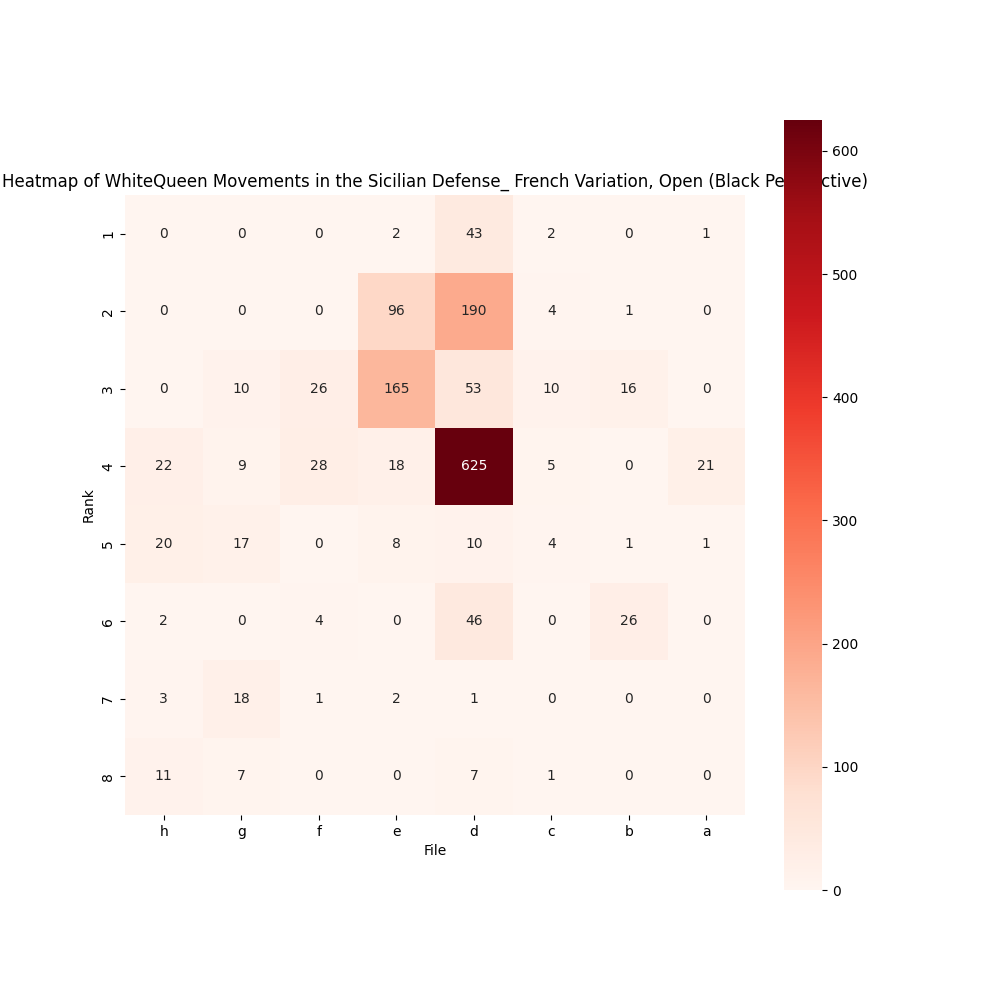 Heatmap of WhiteQueen Movements in the Sicilian Defense_ French Variation, Open (Black Pe ctive)
600
1 0 0 0 2 43 2 0 1
500
2 0 0 0 96 190 4 1 0
3 0 10 26 165 53 10 16 0
400
4 22 9 28 18 625 5 0 21
Rank
300
5 20 17 0 8 10 4 1 1
6 2 0 4 0 46 0 26 0
200
7 3 18 1 2 1 0 0 0
100
8 11 7 0 0 7 1 0 0
h g f e d c b a
File
0